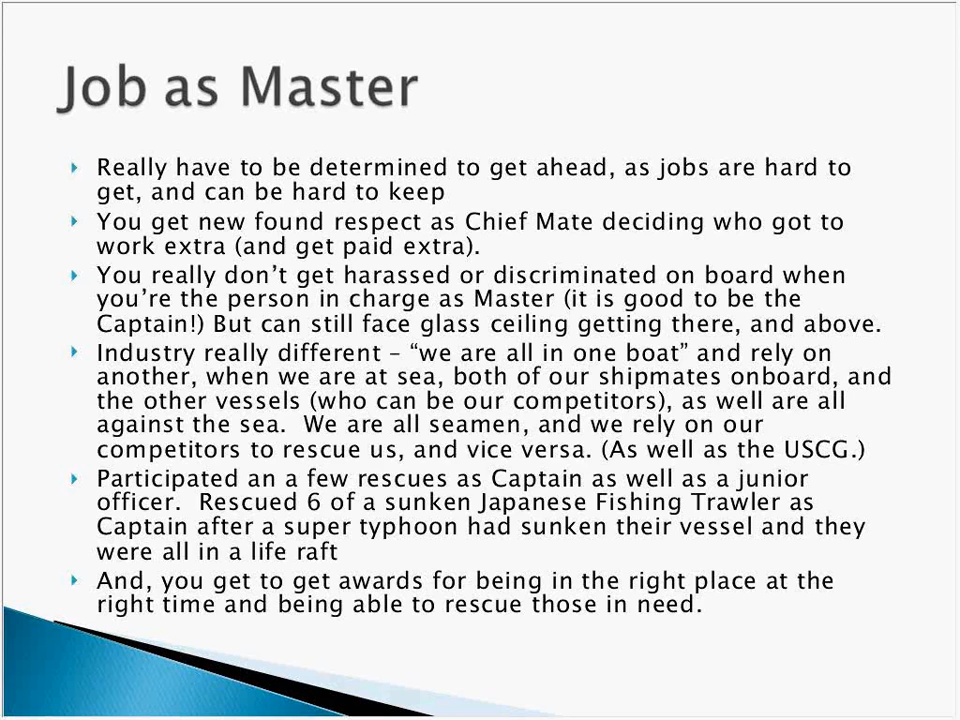 Job as Master
Really have to be determined to get ahead, as jobs are hard to
get, and can be hard to keep
You get new found respect as Chief Mate deciding who got to
work extra (and get paid extra).
You really don’t get harassed or discriminated on board when
you’re the person in charge as Master (it is good to be the
Captain!) But can still face glass ceiling getting there, and above.
Industry really different – “we are all in one boat” and rely on
another, when we are at sea, both of our shipmates onboard, and
the other vessels (who can be our competitors), as well are all
against the sea.  We are all seamen, and we rely on our
competitors to rescue us, and vice versa. (As well as the USCG.)
Participated an a few rescues as Captain as well as a junior
officer.  Rescued 6 of a sunken Japanese Fishing Trawler as
Captain after a super typhoon had sunken their vessel and they
were all in a life raft
And, you get to get awards for being in the right place at the
right time and being able to rescue those in need.